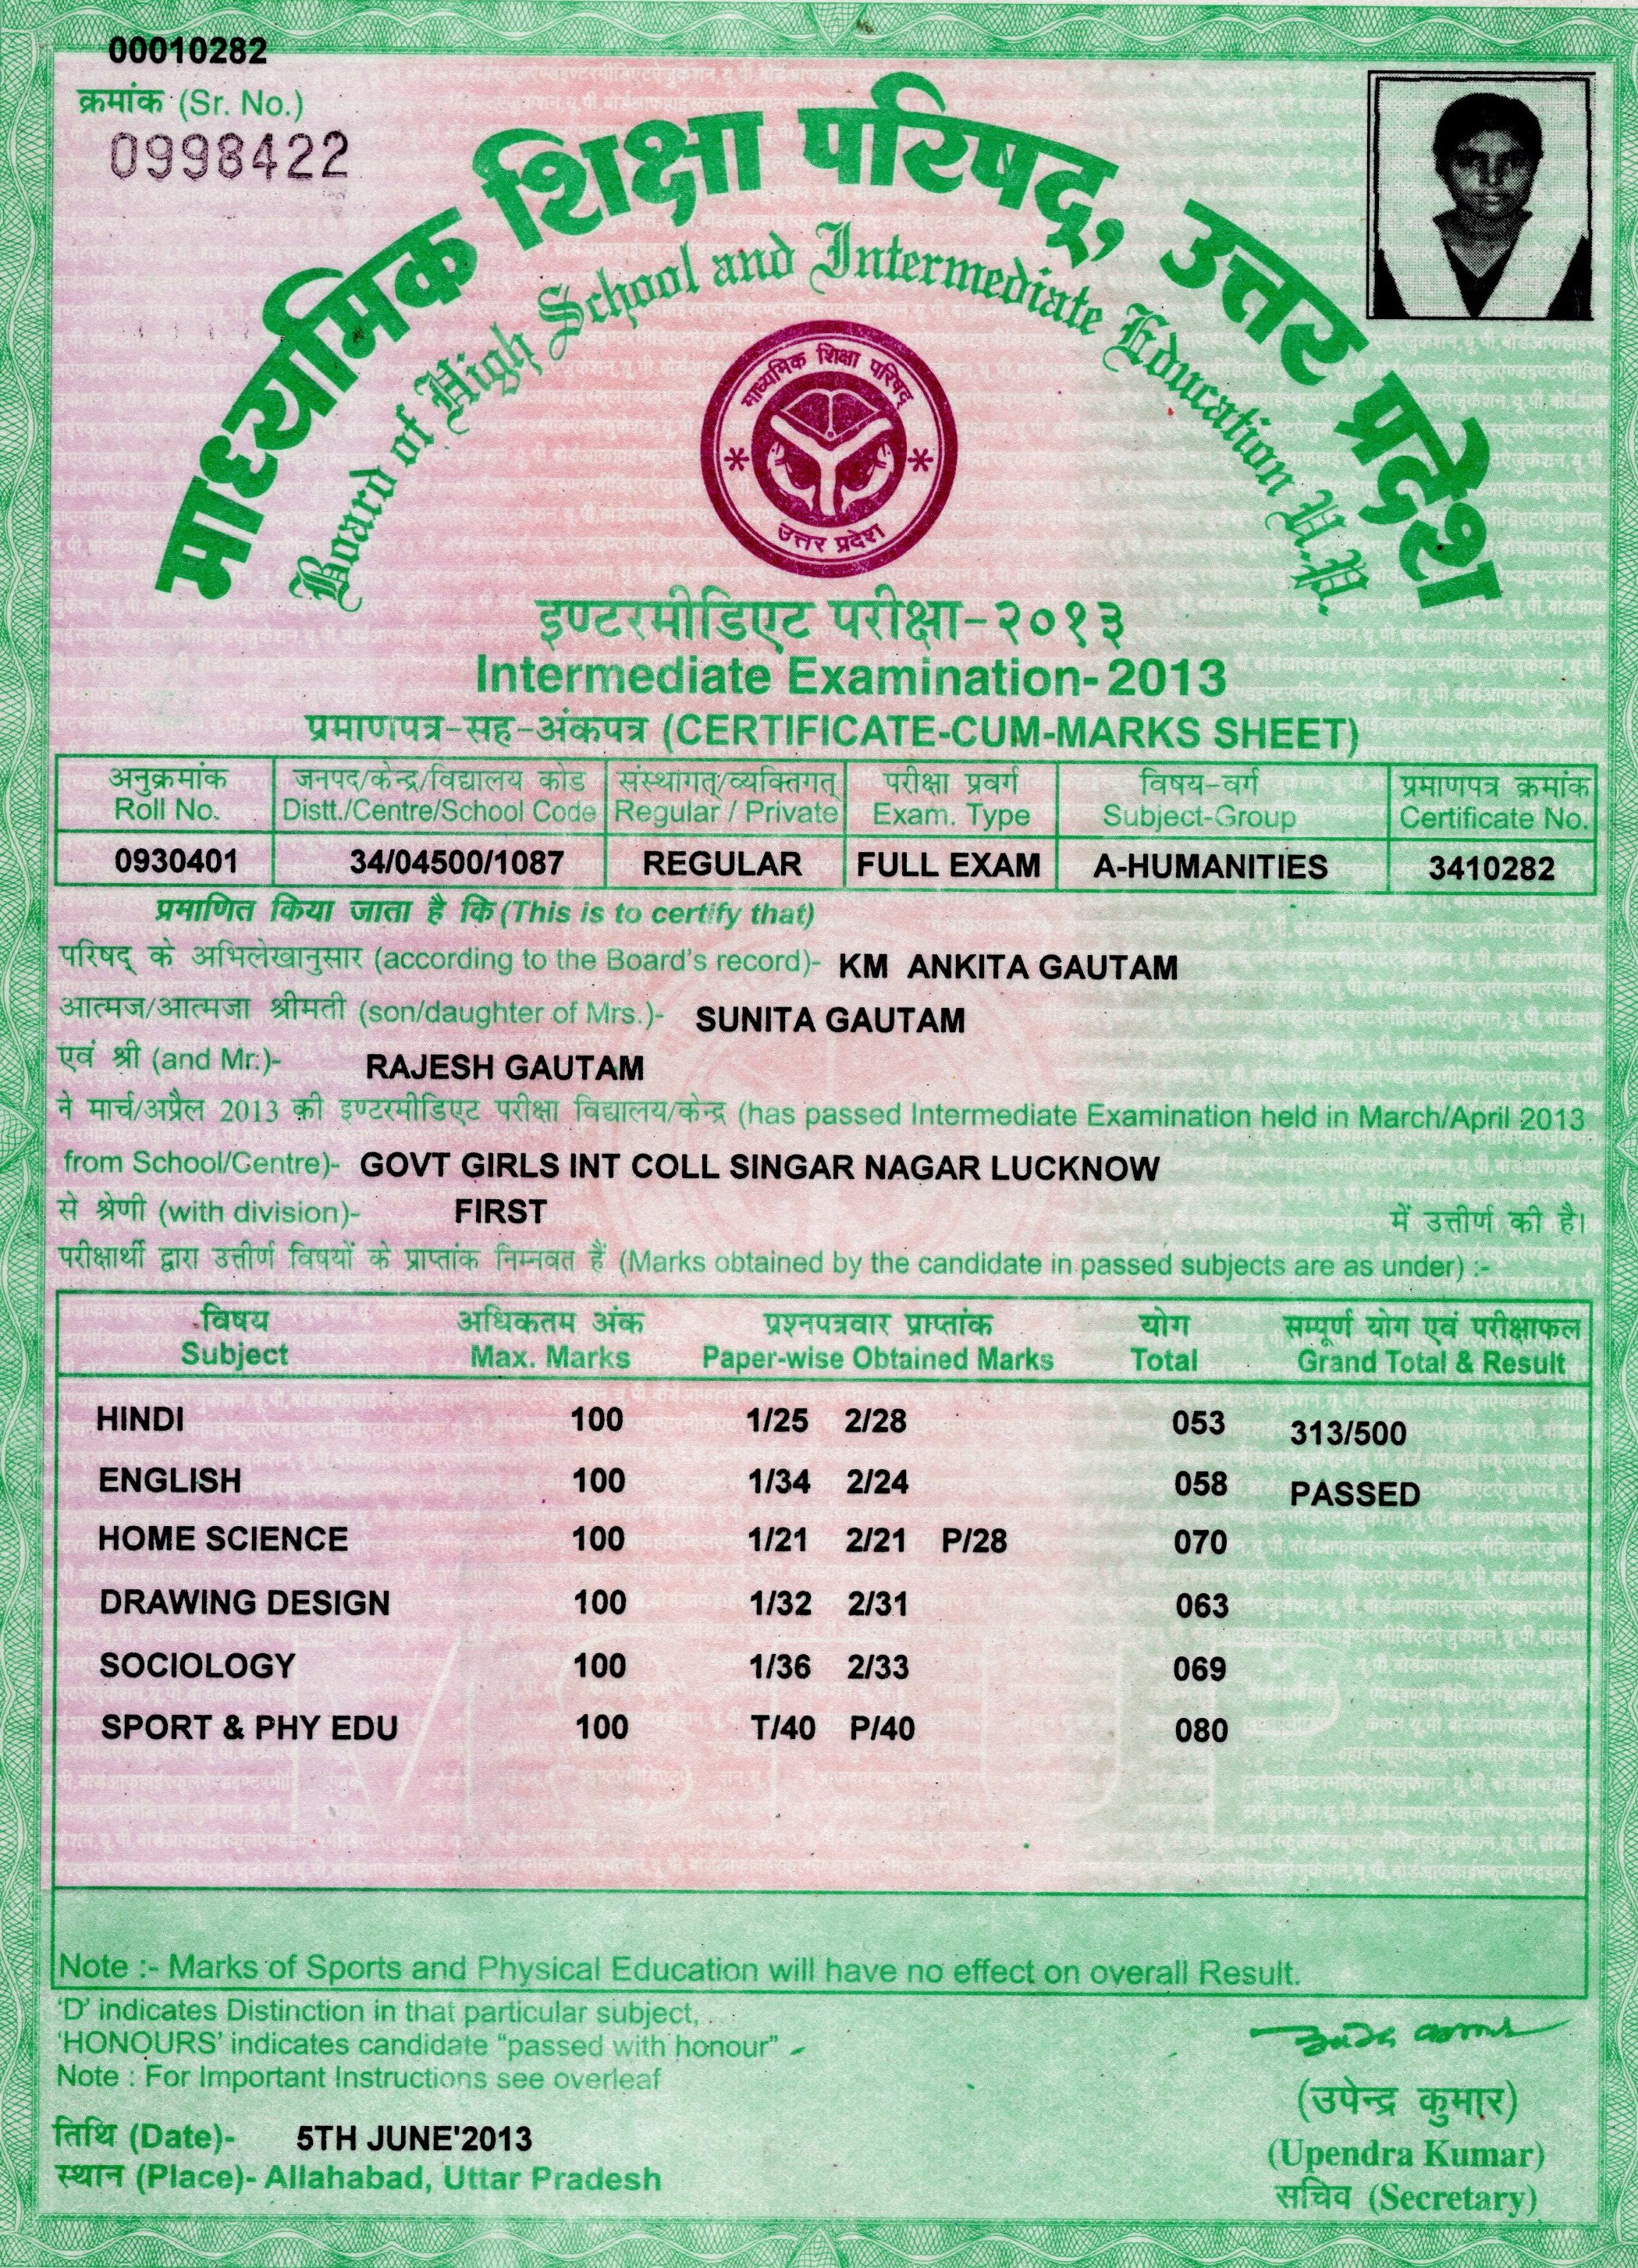 00010282
क्रमांक (Sr. No.)
0998422
माध्यमिक शिक्षा परिषद्, उत्तर प्रदेश
Board of High School and Intermediate Education U.P.
माध्यमिक शिक्षा परिषद्
उत्तर प्रदेश
इण्टरमीडिएट परीक्षा-२०१३
Intermediate Examination-2013
प्रमाणपत्र-सह-अंकपत्र (CERTIFICATE-CUM-MARKS SHEET)
अनुक्रमांक जनपद/केन्द्र/विद्यालय कोड संस्थागत्/व्यक्तिगत् परीक्षा प्रवर्ग विषय-वर्ग प्रमाणपत्र क्रमांक
Roll No. Distt./Centre/School Code Regular / Private Exam. Type Subject-Group Certificate No.
0930401 34/04500/1087 REGULAR FULL EXAM A-HUMANITIES 3410282
प्रमाणित किया जाता है कि (This is to certify that)
परिषद् के अभिलेखानुसार (according to the Board's record)- KM ANKITA GAUTAM
आत्मज/आत्मजा श्रीमती (son/daughter of Mrs.)- SUNITA GAUTAM
एवं श्री (and Mr.)- RAJESH GAUTAM
ने मार्च/अप्रैल 2013 की इण्टरमीडिएट परीक्षा विद्यालय/केन्द्र (has passed Intermediate Examination held in March/April 2013
from School/Centre)- GOVT GIRLS INT COLL SINGAR NAGAR LUCKNOW
से श्रेणी (with division)- FIRST में उत्तीर्ण की है।
परीक्षार्थी द्वारा उत्तीर्ण विषयों के प्राप्तांक निम्नवत हैं (Marks obtained by the candidate in passed subjects are as under) :-
विषय अधिकतम अंक प्रश्नपत्रवार प्राप्तांक योग सम्पूर्ण योग एवं परीक्षाफल
Subject Max. Marks Paper-wise Obtained Marks Total Grand Total & Result
HINDI 100 1/25 2/28 053 313/500
ENGLISH 100 1/34 2/24 058 PASSED
HOME SCIENCE 100 1/21 2/21 P/28 070
DRAWING DESIGN 100 1/32 2/31 063
SOCIOLOGY 100 1/36 2/33 069
SPORT & PHY EDU 100 T/40 P/40 080
Note :- Marks of Sports and Physical Education will have no effect on overall Result.
'D' indicates Distinction in that particular subject,
'HONOURS' indicates candidate "passed with honour"
Note : For Important Instructions see overleaf
(उपेन्द्र कुमार)
तिथि (Date)- 5TH JUNE'2013
(Upendra Kumar)
स्थान (Place)- Allahabad, Uttar Pradesh
सचिव (Secretary)